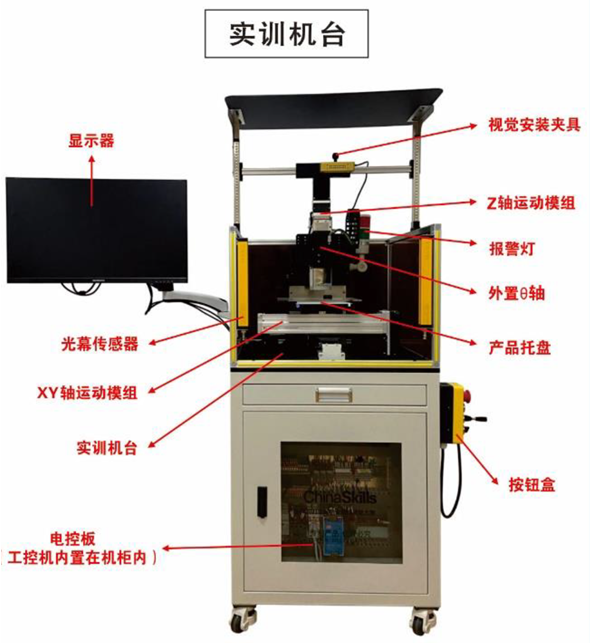 实训机台
显示器
视觉安装夹具
Z轴运动模组
报警灯
外置θ轴
光幕传感器
产品托盘
XY轴运动模组
实训机台
按钮盒
ChinaSkills
电控板
工控机内置在机柜内）